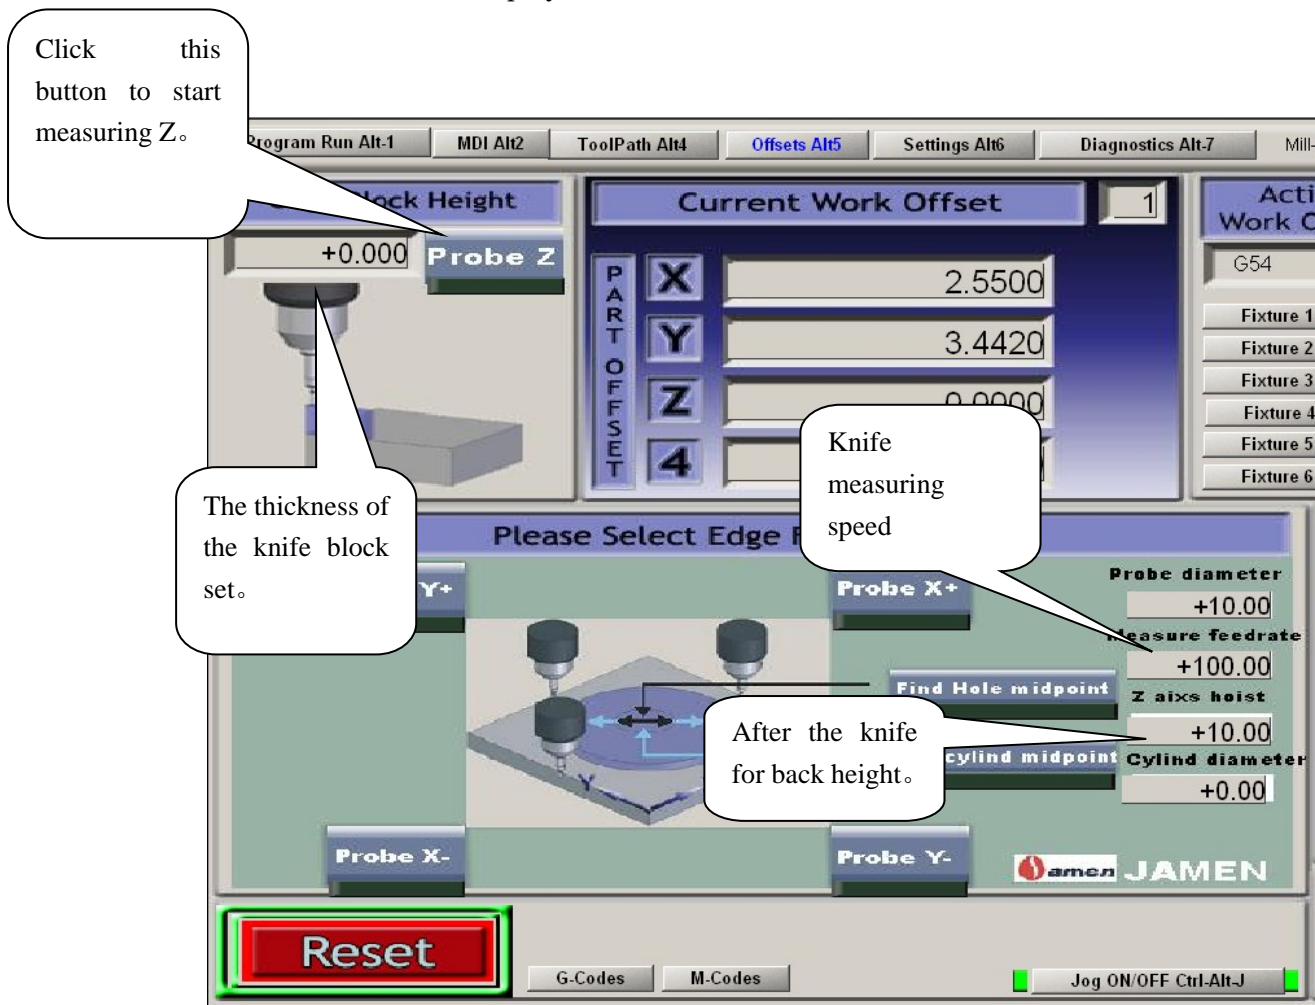 Click this
button to start
measuring Z。
Program Run Alt-1
MDI Alt2
ToolPath Alt4
Offsets Alt5
Settings Alt6
Diagnostics Alt-7
Height
+0.000
Probe Z
Current Work Offset
1
PART OFFSET
X
2.5500
Y
3.4420
Z
4
G54
Fixture 1
Fixture 2
Fixture 3
Fixture 4
Fixture 5
Fixture 6
The thickness of
the knife block
set。
Knife
measuring
speed
Please Select Edge
Y+
Probe X+
Probe diameter
+10.00
Measure feedrate
+100.00
Find Hole midpoint
Z aixs hoist
+10.00
After the knife
for back height。
cylind midpoint
Cylind diameter
+0.00
Y
Probe X-
Probe Y-
amen JAMEN
Reset
G-Codes
M-Codes
Jog ON/OFF Ctrl-Alt-J